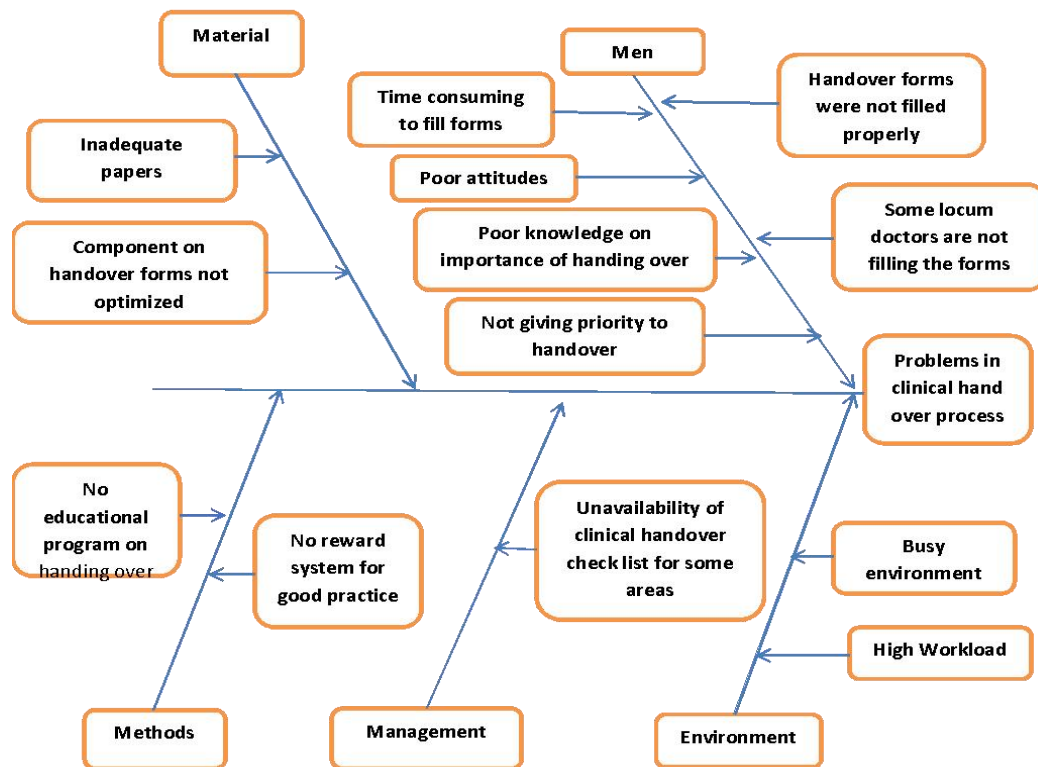 Material
Men
Time consuming
to fill forms
Handover forms
were not filled
properly
Inadequate
papers
Poor attitudes
Component on
handover forms not
optimized
Poor knowledge on
importance of handing over
Some locum
doctors are not
filling the forms
Not giving priority to
handover
Problems in
clinical hand
over process
No
educational
program on
handing over
No reward
system for
good practice
Unavailability of
clinical handover
check list for some
areas
Busy
environment
High Workload
Methods
Management
Environment